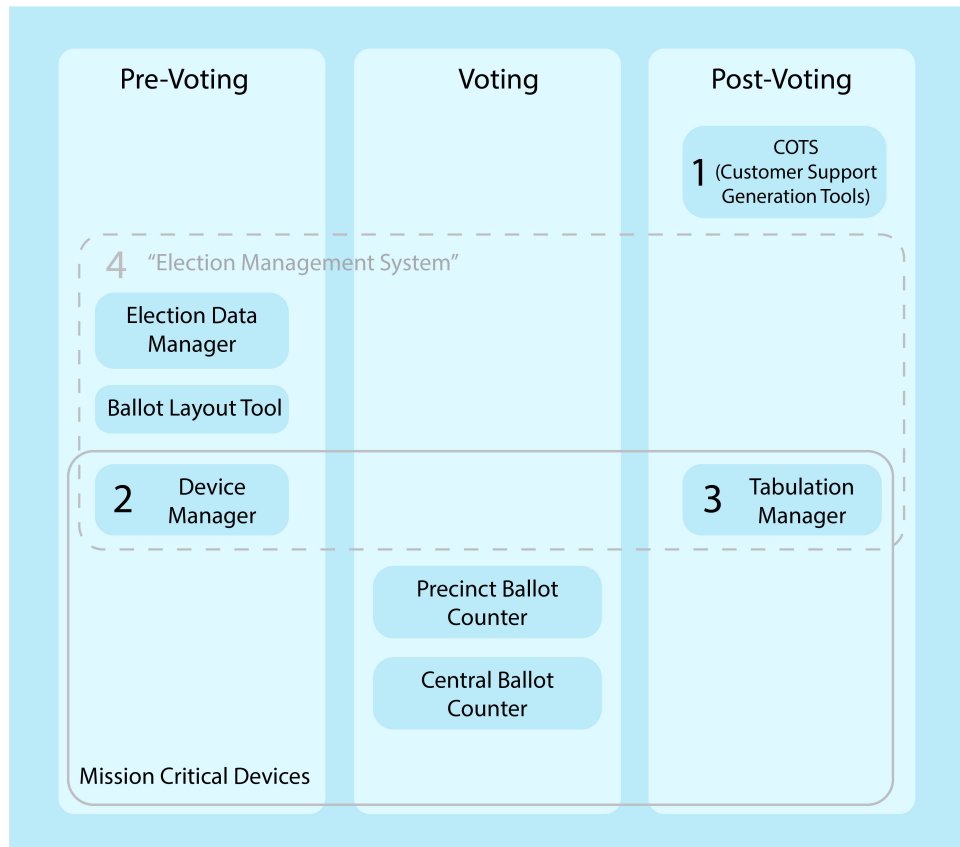 Pre-Voting
Voting
Post-Voting
1
COTS
(Customer Support
Generation Tools)
4 “Election Management System”
Election Data
Manager
Ballot Layout Tool
2
Device
Manager
3
Tabulation
Manager
Precinct Ballot
Counter
Central Ballot
Counter
Mission Critical Devices